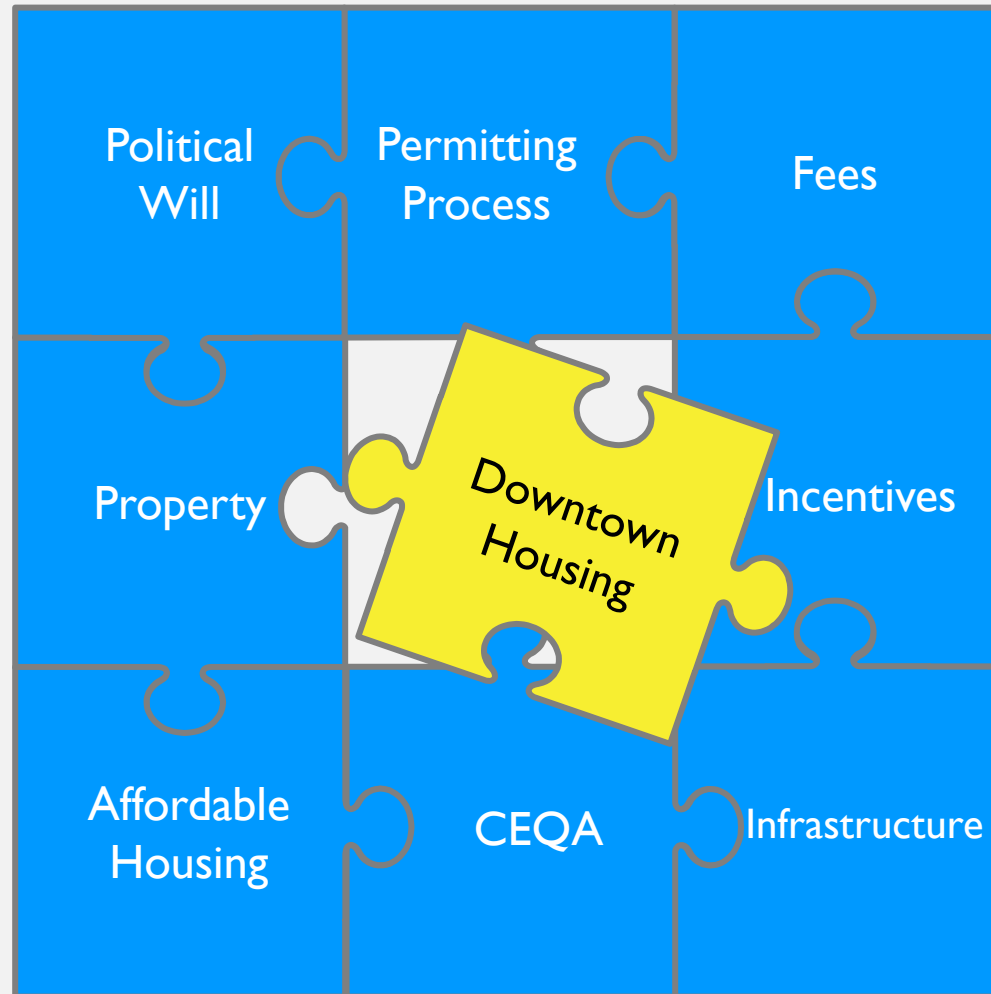 Political
Will
Permitting
Process
Fees
Property
Downtown
Housing
Incentives
Affordable
Housing
CEQA
Infrastructure